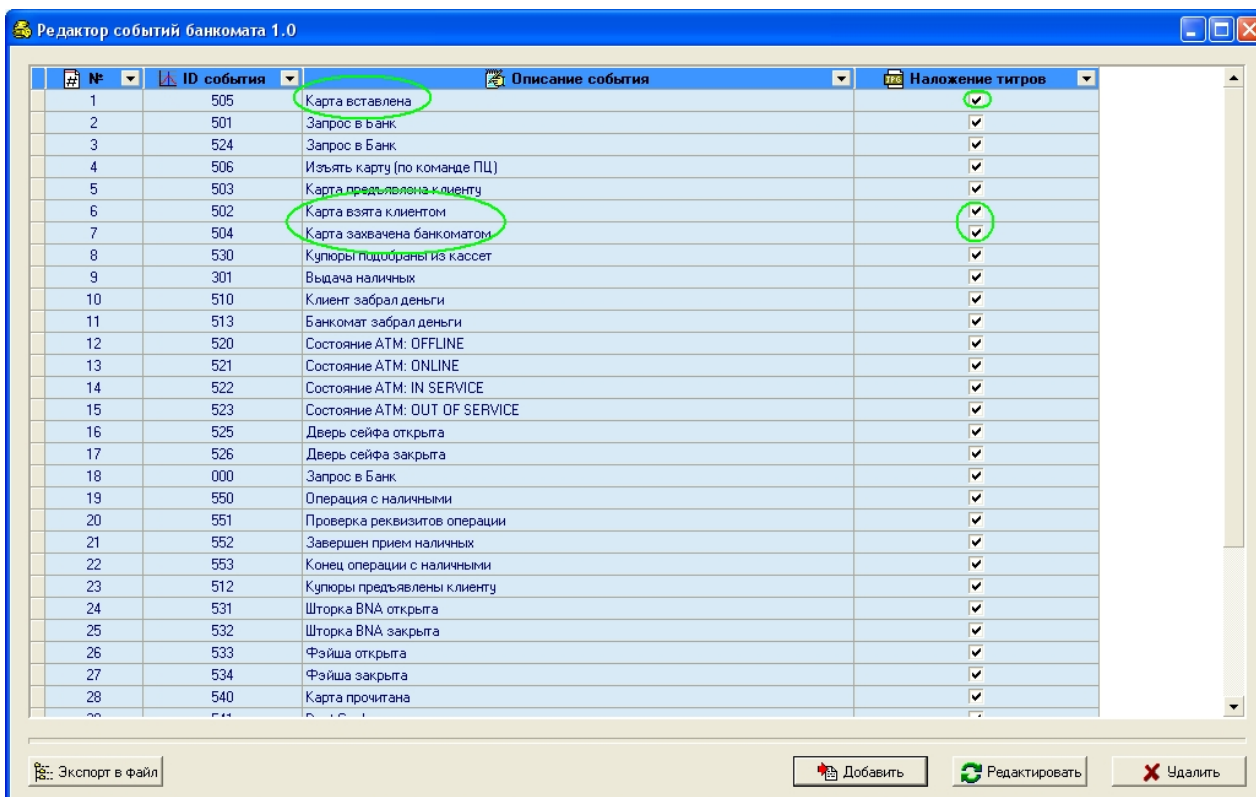 Редактор событий банкомата 1.0
№ ID события Описание события Наложение титров
1 505 Карта вставлена
2 501 Запрос в Банк
3 524 Запрос в Банк
4 506 Изъять карту (по команде ПЦ)
5 503 Карта предъявлена клиенту
6 502 Карта взята клиентом
7 504 Карта захвачена банкоматом
8 530 Купюры подобраны из кассет
9 301 Выдача наличных
10 510 Клиент забрал деньги
11 513 Банкомат забрал деньги
12 520 Состояние ATM: OFFLINE
13 521 Состояние ATM: ONLINE
14 522 Состояние ATM: IN SERVICE
15 523 Состояние ATM: OUT OF SERVICE
16 525 Дверь сейфа открыта
17 526 Дверь сейфа закрыта
18 000 Запрос в Банк
19 550 Операция с наличными
20 551 Проверка реквизитов операции
21 552 Завершен прием наличных
22 553 Конец операции с наличными
23 512 Купюры предъявлены клиенту
24 531 Шторка BNA открыта
25 532 Шторка BNA закрыта
26 533 Фэйша открыта
27 534 Фэйша закрыта
28 540 Карта прочитана
Экспорт в файл Добавить Редактировать Удалить